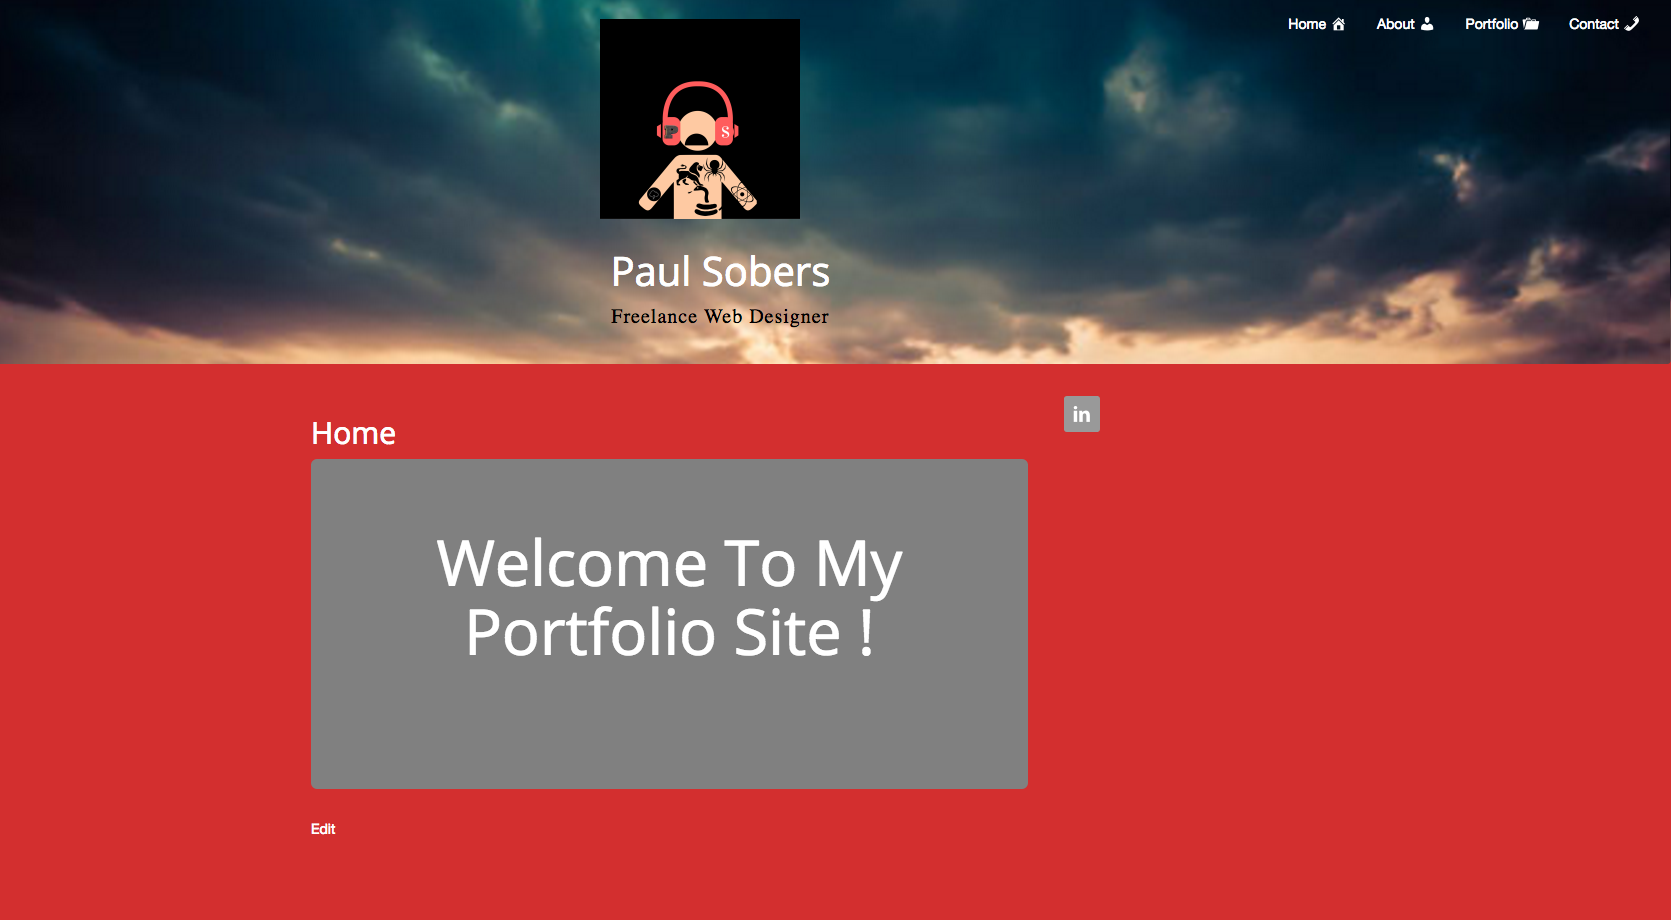 Home
About
Portfolio
Contact
P S
Paul Sobers
Freelance Web Designer
in
Home
Welcome To My
Portfolio Site !
Edit